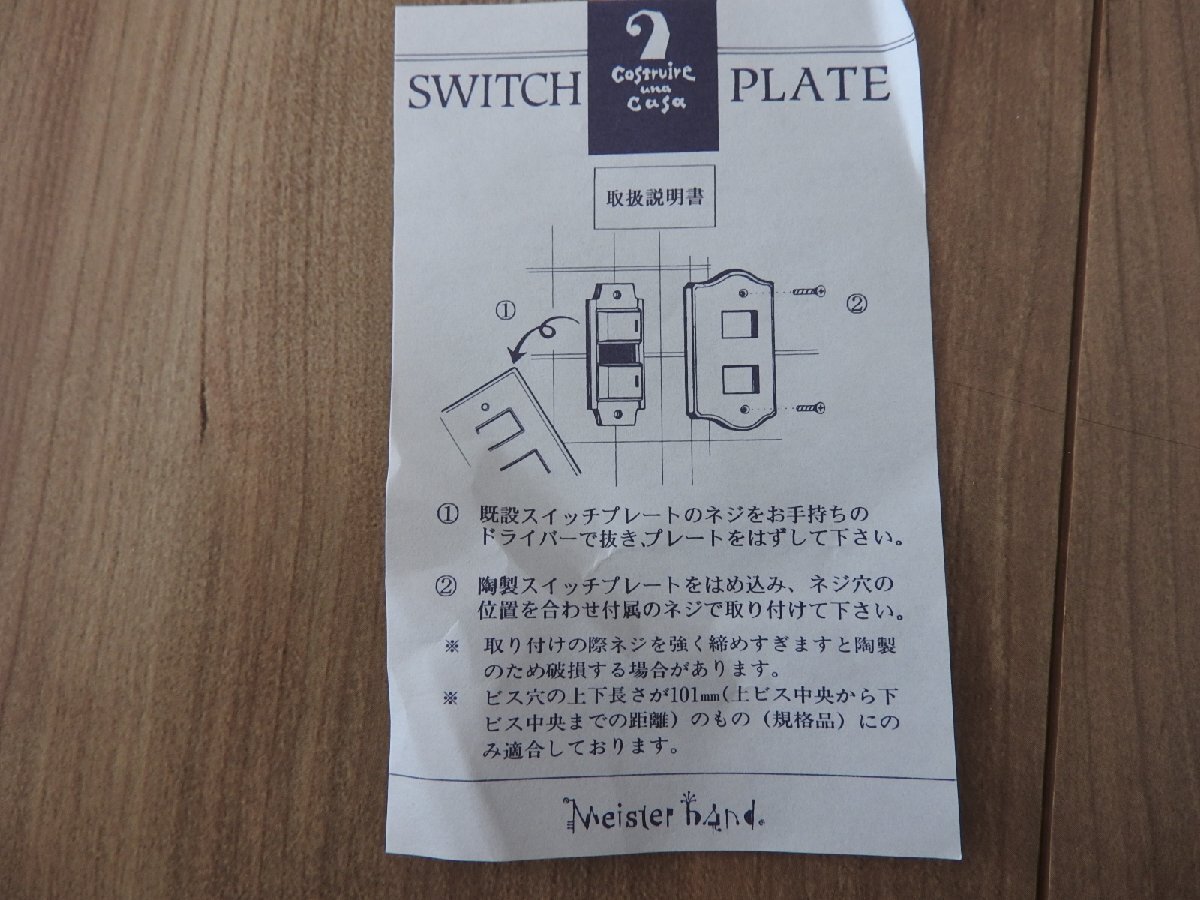 SWITCH PLATE
Costruire
una
casa
取扱説明書
① ②
① 既設スイッチプレートのネジをお手持ちの
ドライバーで抜き、プレートをはずして下さい。
② 陶製スイッチプレートをはめ込み、ネジ穴の
位置を合わせ付属のネジで取り付けて下さい。
※ 取り付けの際ネジを強く締めすぎますと陶製
のため破損する場合があります。
※ ビス穴の上下長さが101mm(上ビス中央から下
ビス中央までの距離)のもの(規格品)にの
み適合しております。
Meister hand.